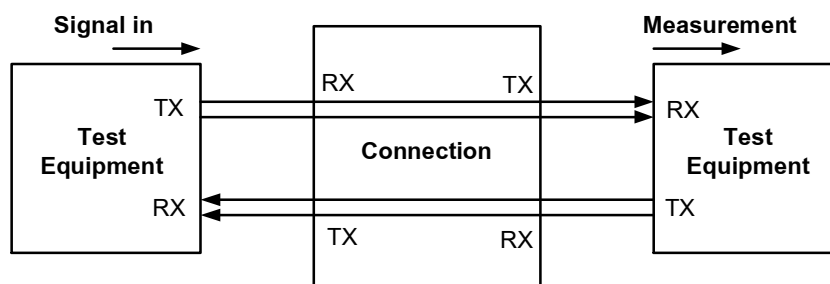 Signal in
Measurement
RX
TX
TX
RX
Test
Equipment
Connection
Test
Equipment
RX
TX
TX
RX